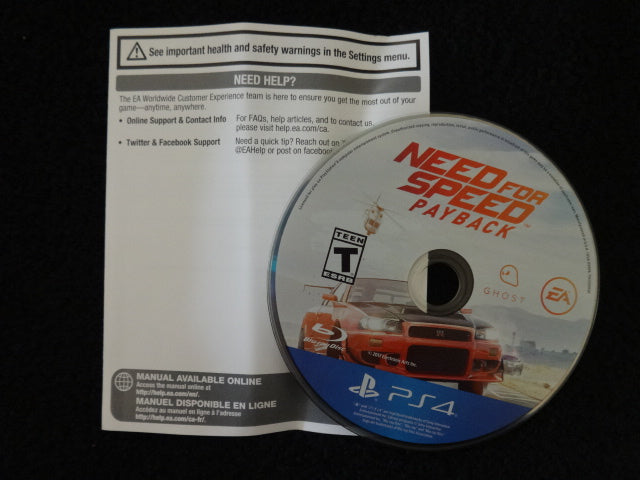 See important health and safety warnings in the Settings menu.
NEED HELP?
The EA Worldwide Customer Experience team is here to ensure you get the most out of your
game—anytime, anywhere.
• Online Support & Contact Info
For FAQs, help articles, and to contact us,
please visit help.ea.com/ca.
• Twitter & Facebook Support
Need a quick tip? Reach out on
@EAHelp or post on facebook
MANUAL AVAILABLE ONLINE
Access the manual online at
http://help.ea.com/en/.
MANUEL DISPONIBLE EN LIGNE
Accédez au manuel en ligne à l'adresse
http://help.ea.com/ca-fr/.
NEED FOR
SPEED™
PAYBACK
TEEN
T
ESRB
GHOST
EA
Blu-ray Disc
© 2017 Electronic Arts Inc.
PS4